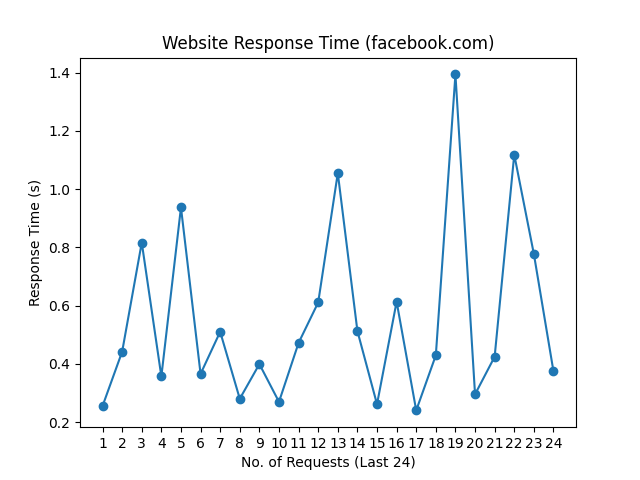 Website Response Time (facebook.com)
Response Time (s)
1.4
1.2
1.0
0.8
0.6
0.4
0.2
1 2 3 4 5 6 7 8 9 10 11 12 13 14 15 16 17 18 19 20 21 22 23 24
No. of Requests (Last 24)